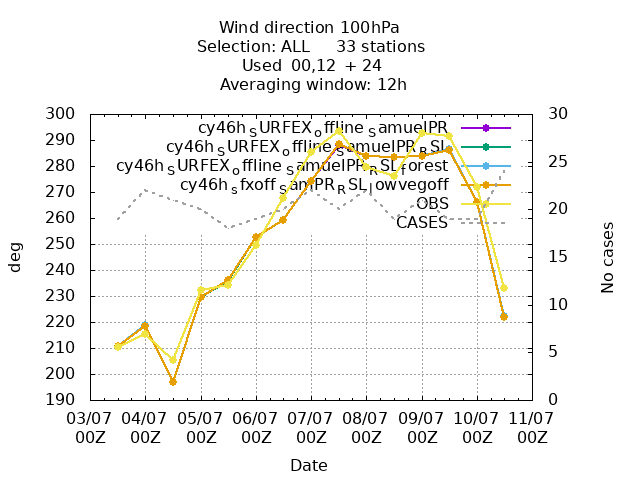 Wind direction 100hPa
Selection: ALL 33 stations
Used 00,12 + 24
Averaging window: 12h
300 30
290 cy46h_SURFEX_offline_samuelPR
280 cy46h_SURFEX_offline_samuelPR_RSL 25
270 cy46h_SURFEX_offline_samuelPR_RSL_forest
cy46h_sfxoff_samPR_RSL_lowvegoff
260 OBS 20
CASES
250 15
240
230 10
220
210 5
200
190 0
deg
No cases
03/07 04/07 05/07 06/07 07/07 08/07 09/07 10/07 11/07
00Z 00Z 00Z 00Z 00Z 00Z 00Z 00Z 00Z
Date